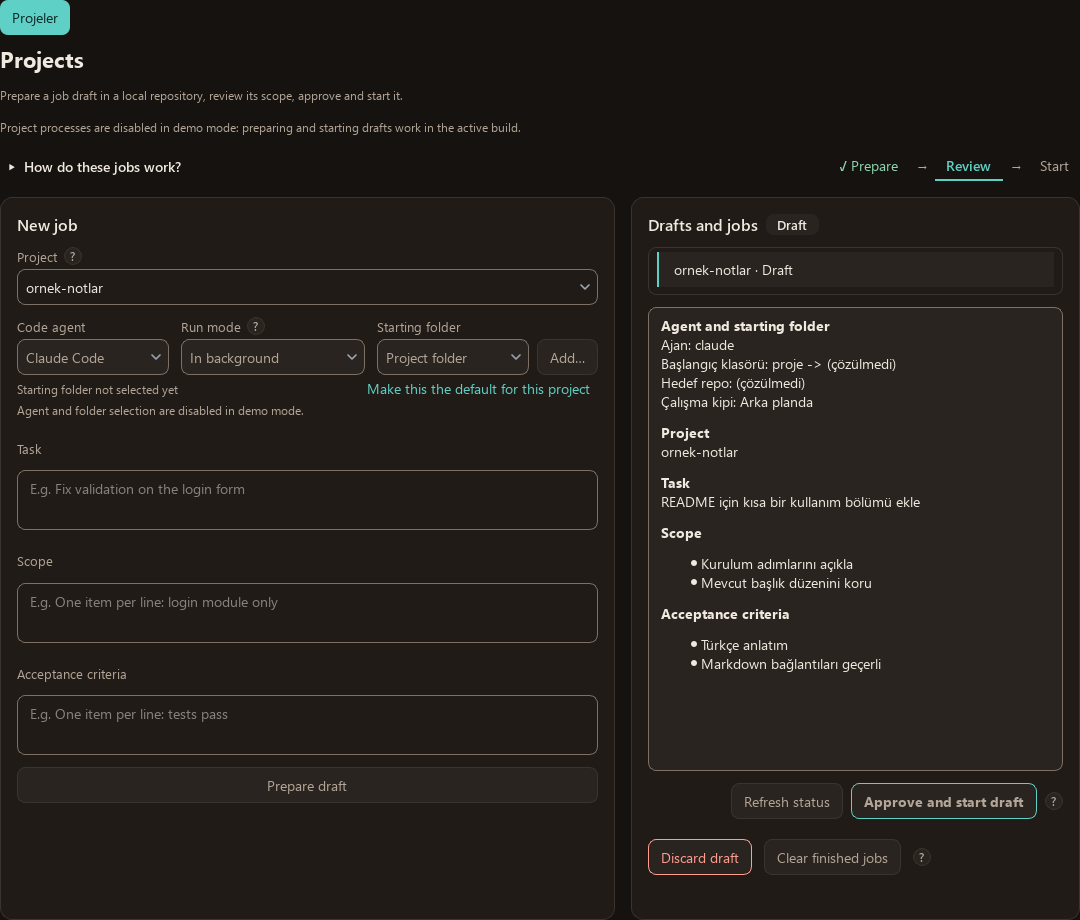 Projeler
Projects
Prepare a job draft in a local repository, review its scope, approve and start it.
Project processes are disabled in demo mode: preparing and starting drafts work in the active build.
▸ How do these jobs work?
✓ Prepare → Review → Start
New job
Project ?
ornek-notlar
Code agent
Run mode ?
Starting folder
Claude Code
In background
Project folder
Add...
Starting folder not selected yet
Make this the default for this project
Agent and folder selection are disabled in demo mode.
Task
E.g. Fix validation on the login form
Scope
E.g. One item per line: login module only
Acceptance criteria
E.g. One item per line: tests pass
Prepare draft
Drafts and jobs Draft
ornek-notlar · Draft
Agent and starting folder
Ajan: claude
Başlangıç klasörü: proje -> (çözülmedi)
Hedef repo: (çözülmedi)
Çalışma kipi: Arka planda
Project
ornek-notlar
Task
README için kısa bir kullanım bölümü ekle
Scope
• Kurulum adımlarını açıkla
• Mevcut başlık düzenini koru
Acceptance criteria
• Türkçe anlatım
• Markdown bağlantıları geçerli
Refresh status
Approve and start draft
?
Discard draft
Clear finished jobs
?